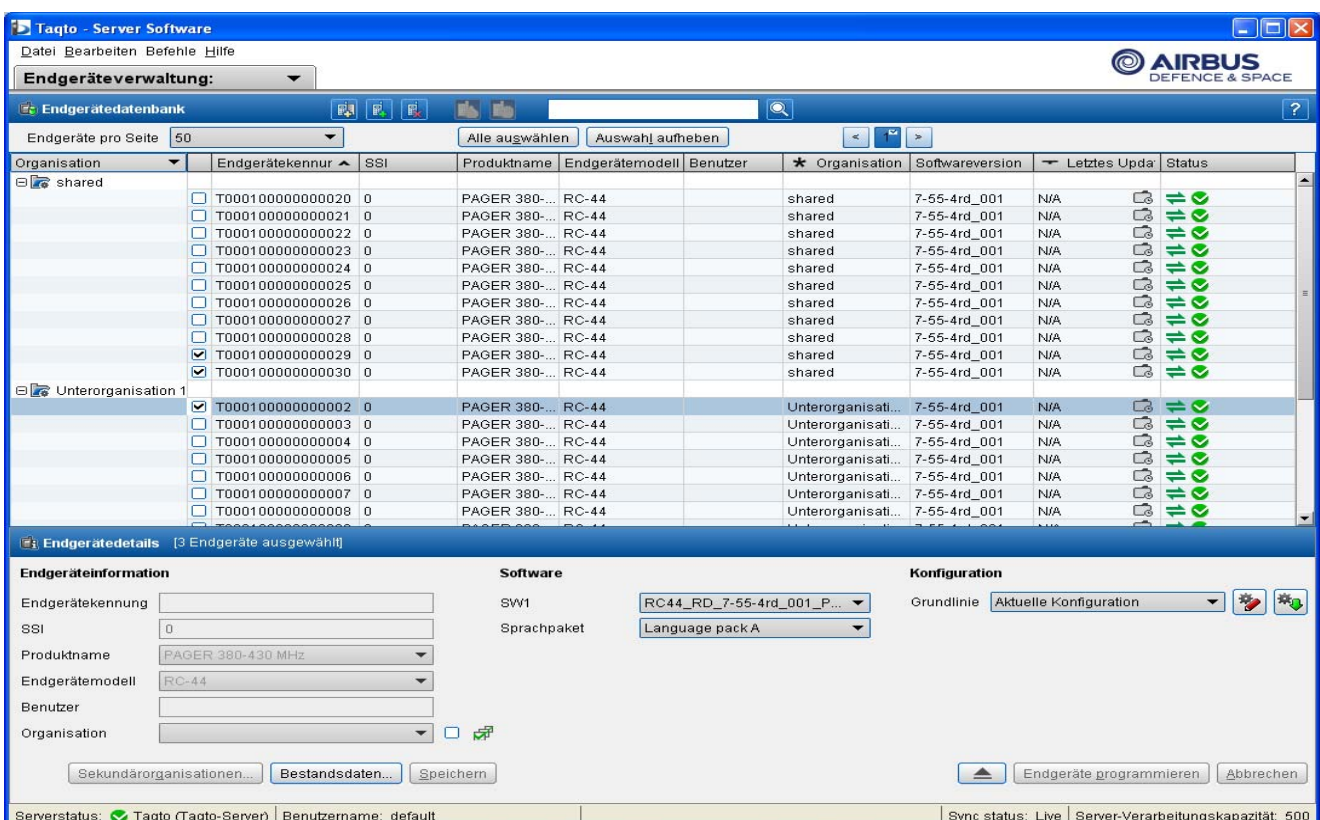 Taqto - Server Software
Datei Bearbeiten Befehle Hilfe
AIRBUS
DEFENCE & SPACE
Endgeräteverwaltung:
Endgerätedatenbank ?
Endgeräte pro Seite 50 Alle auswählen Auswahl aufheben < 1 >
Organisation Endgerätekennur SSI Produktname Endgerätemodell Benutzer * Organisation Softwareversion Letztes Upda Status
shared
T000100000000020 0 PAGER 380-... RC-44 shared 7-55-4rd_001 N/A
T000100000000021 0 PAGER 380-... RC-44 shared 7-55-4rd_001 N/A
T000100000000022 0 PAGER 380-... RC-44 shared 7-55-4rd_001 N/A
T000100000000023 0 PAGER 380-... RC-44 shared 7-55-4rd_001 N/A
T000100000000024 0 PAGER 380-... RC-44 shared 7-55-4rd_001 N/A
T000100000000025 0 PAGER 380-... RC-44 shared 7-55-4rd_001 N/A
T000100000000026 0 PAGER 380-... RC-44 shared 7-55-4rd_001 N/A
T000100000000027 0 PAGER 380-... RC-44 shared 7-55-4rd_001 N/A
T000100000000028 0 PAGER 380-... RC-44 shared 7-55-4rd_001 N/A
T000100000000029 0 PAGER 380-... RC-44 shared 7-55-4rd_001 N/A
T000100000000030 0 PAGER 380-... RC-44 shared 7-55-4rd_001 N/A
Unterorganisation 1
T000100000000002 0 PAGER 380-... RC-44 Unterorganisati... 7-55-4rd_001 N/A
T000100000000003 0 PAGER 380-... RC-44 Unterorganisati... 7-55-4rd_001 N/A
T000100000000004 0 PAGER 380-... RC-44 Unterorganisati... 7-55-4rd_001 N/A
T000100000000005 0 PAGER 380-... RC-44 Unterorganisati... 7-55-4rd_001 N/A
T000100000000006 0 PAGER 380-... RC-44 Unterorganisati... 7-55-4rd_001 N/A
T000100000000007 0 PAGER 380-... RC-44 Unterorganisati... 7-55-4rd_001 N/A
T000100000000008 0 PAGER 380-... RC-44 Unterorganisati... 7-55-4rd_001 N/A
Endgerätedetails [3 Endgeräte ausgewählt]
Endgeräteinformation Software Konfiguration
Endgerätekennung SW1 RC44_RD_7-55-4rd_001_P... Grundlinie Aktuelle Konfiguration
SSI 0 Sprachpaket Language pack A
Produktname PAGER 380-430 MHz
Endgerätemodell RC-44
Benutzer
Organisation
Sekundärorganisationen... Bestandsdaten... Speichern Endgeräte programmieren Abbrechen
Serverstatus: Taqto (Taqto-Server) Benutzername: default Sync status: Live Server-Verarbeitungskapazität: 500